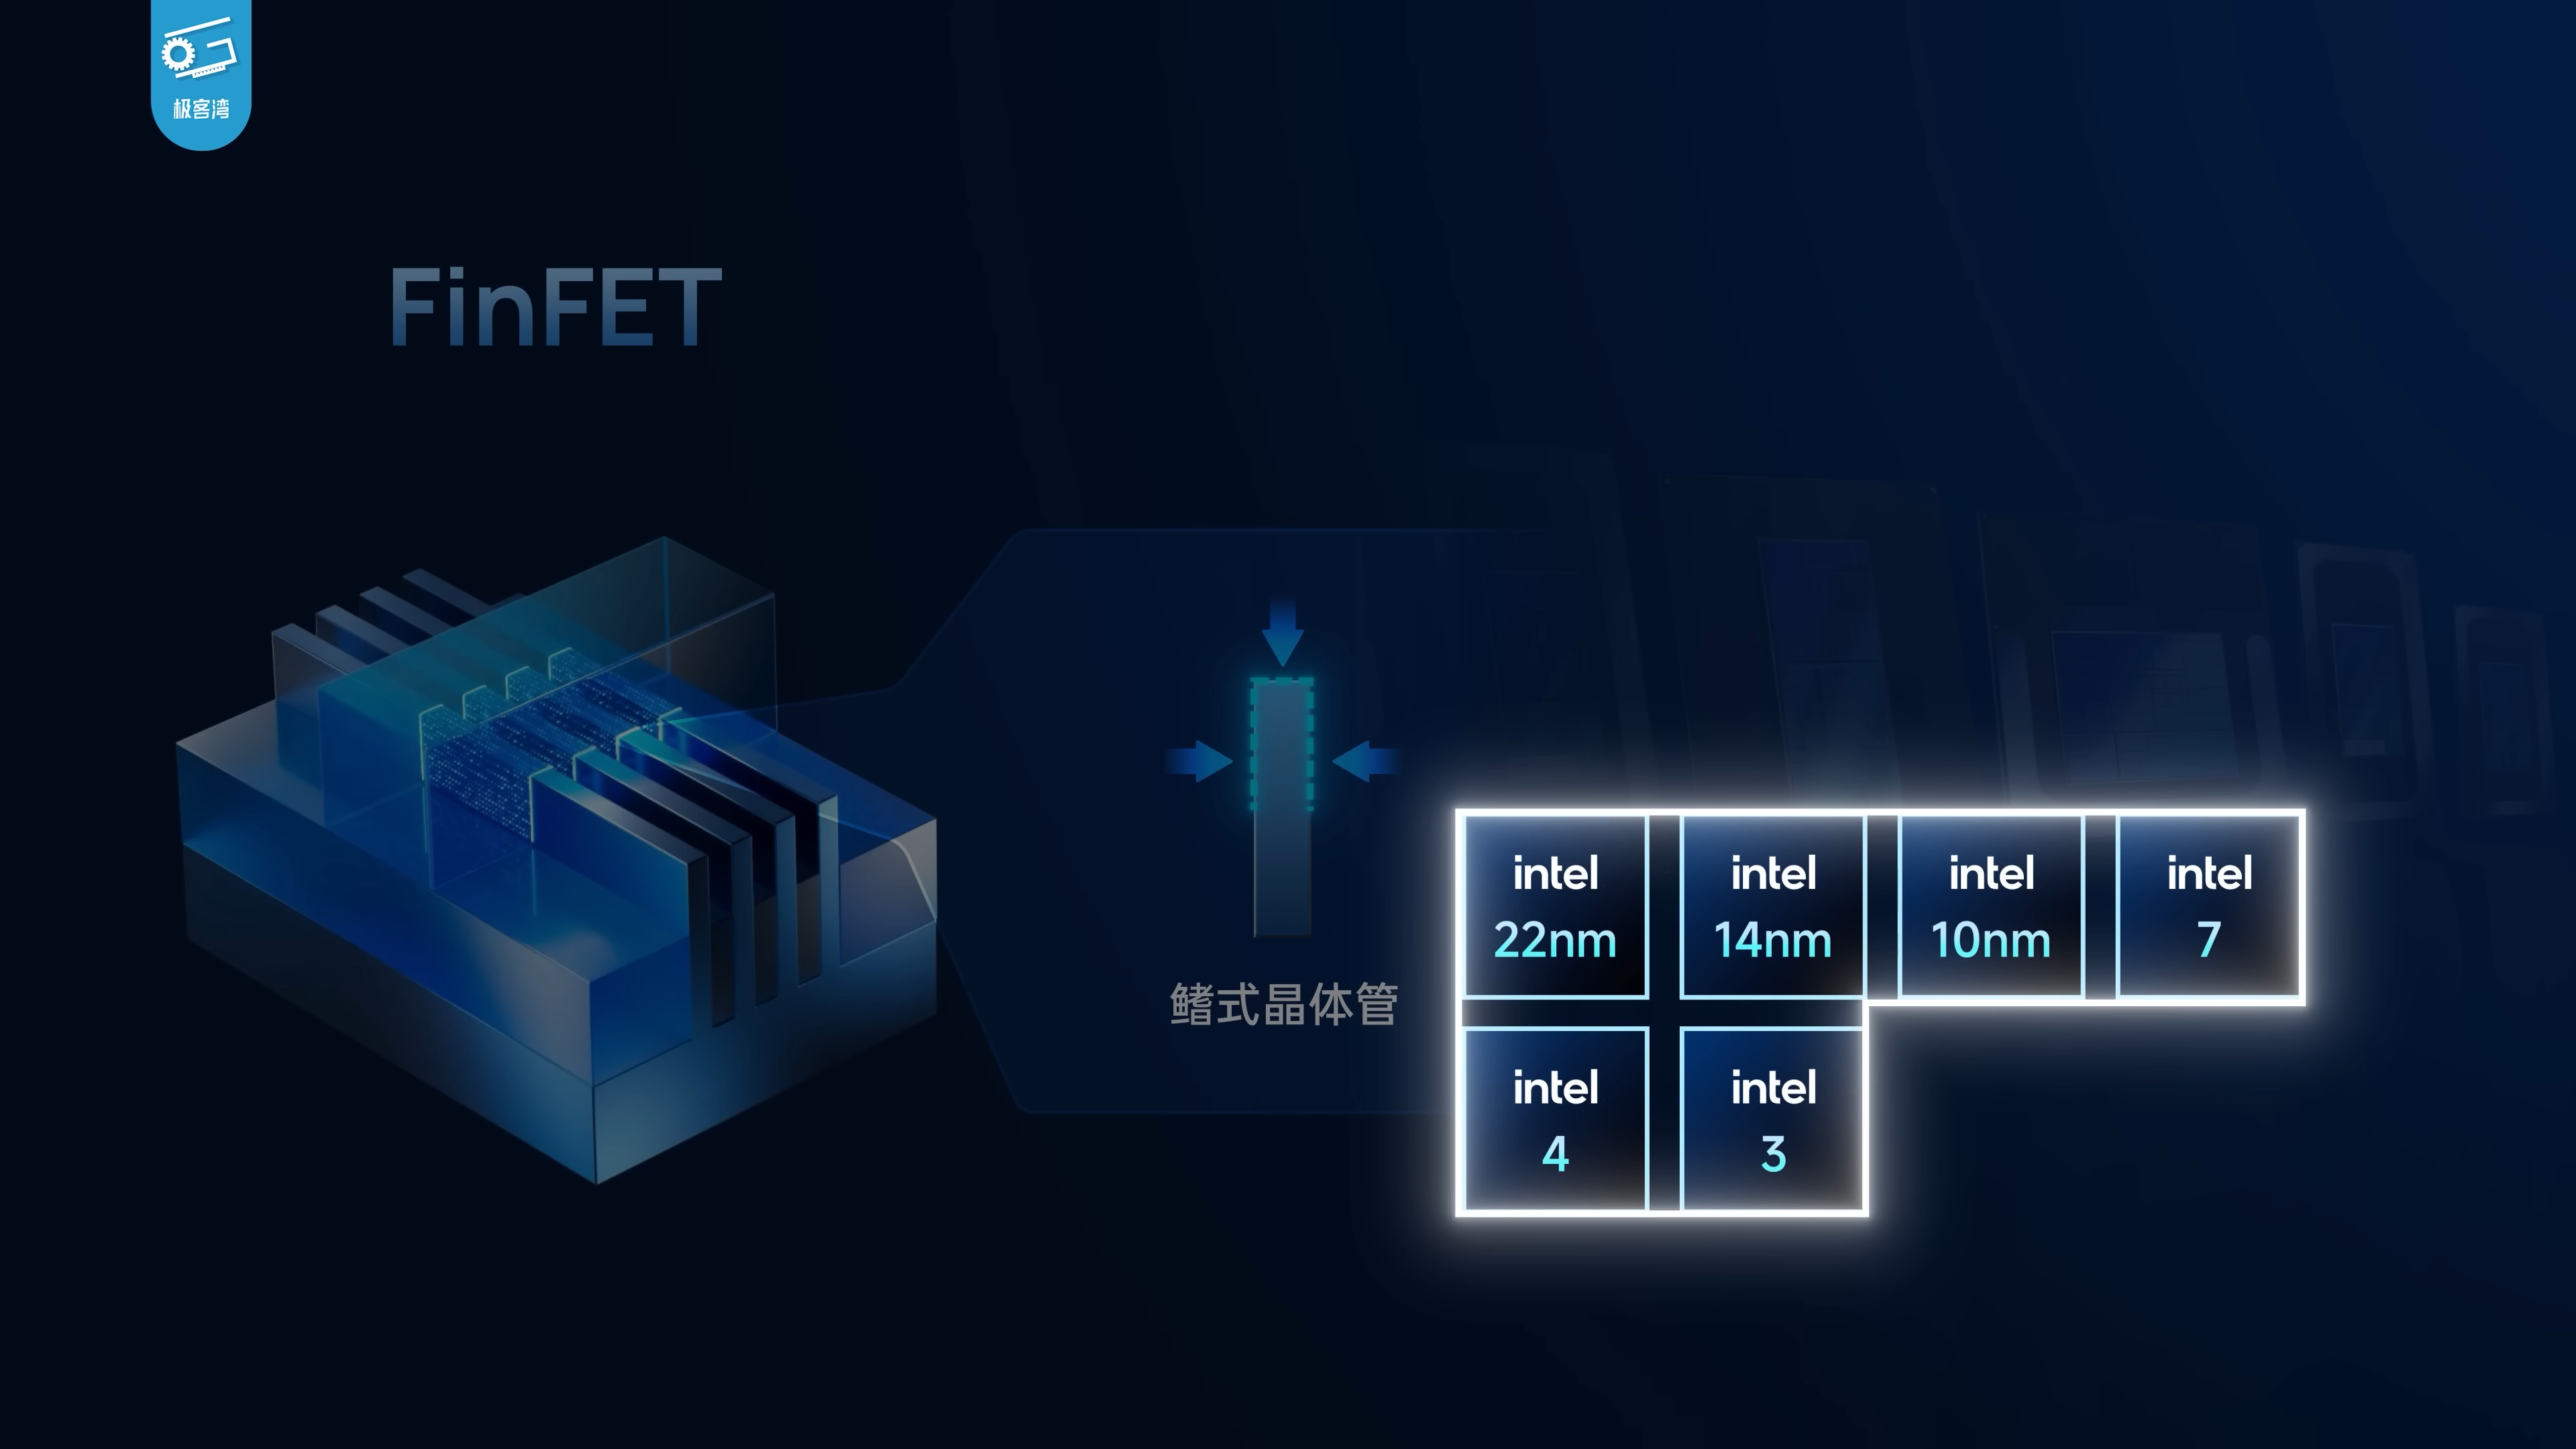 极客湾
FinFET
鳍式晶体管
intel
22nm
intel
14nm
intel
10nm
intel
7
intel
4
intel
3